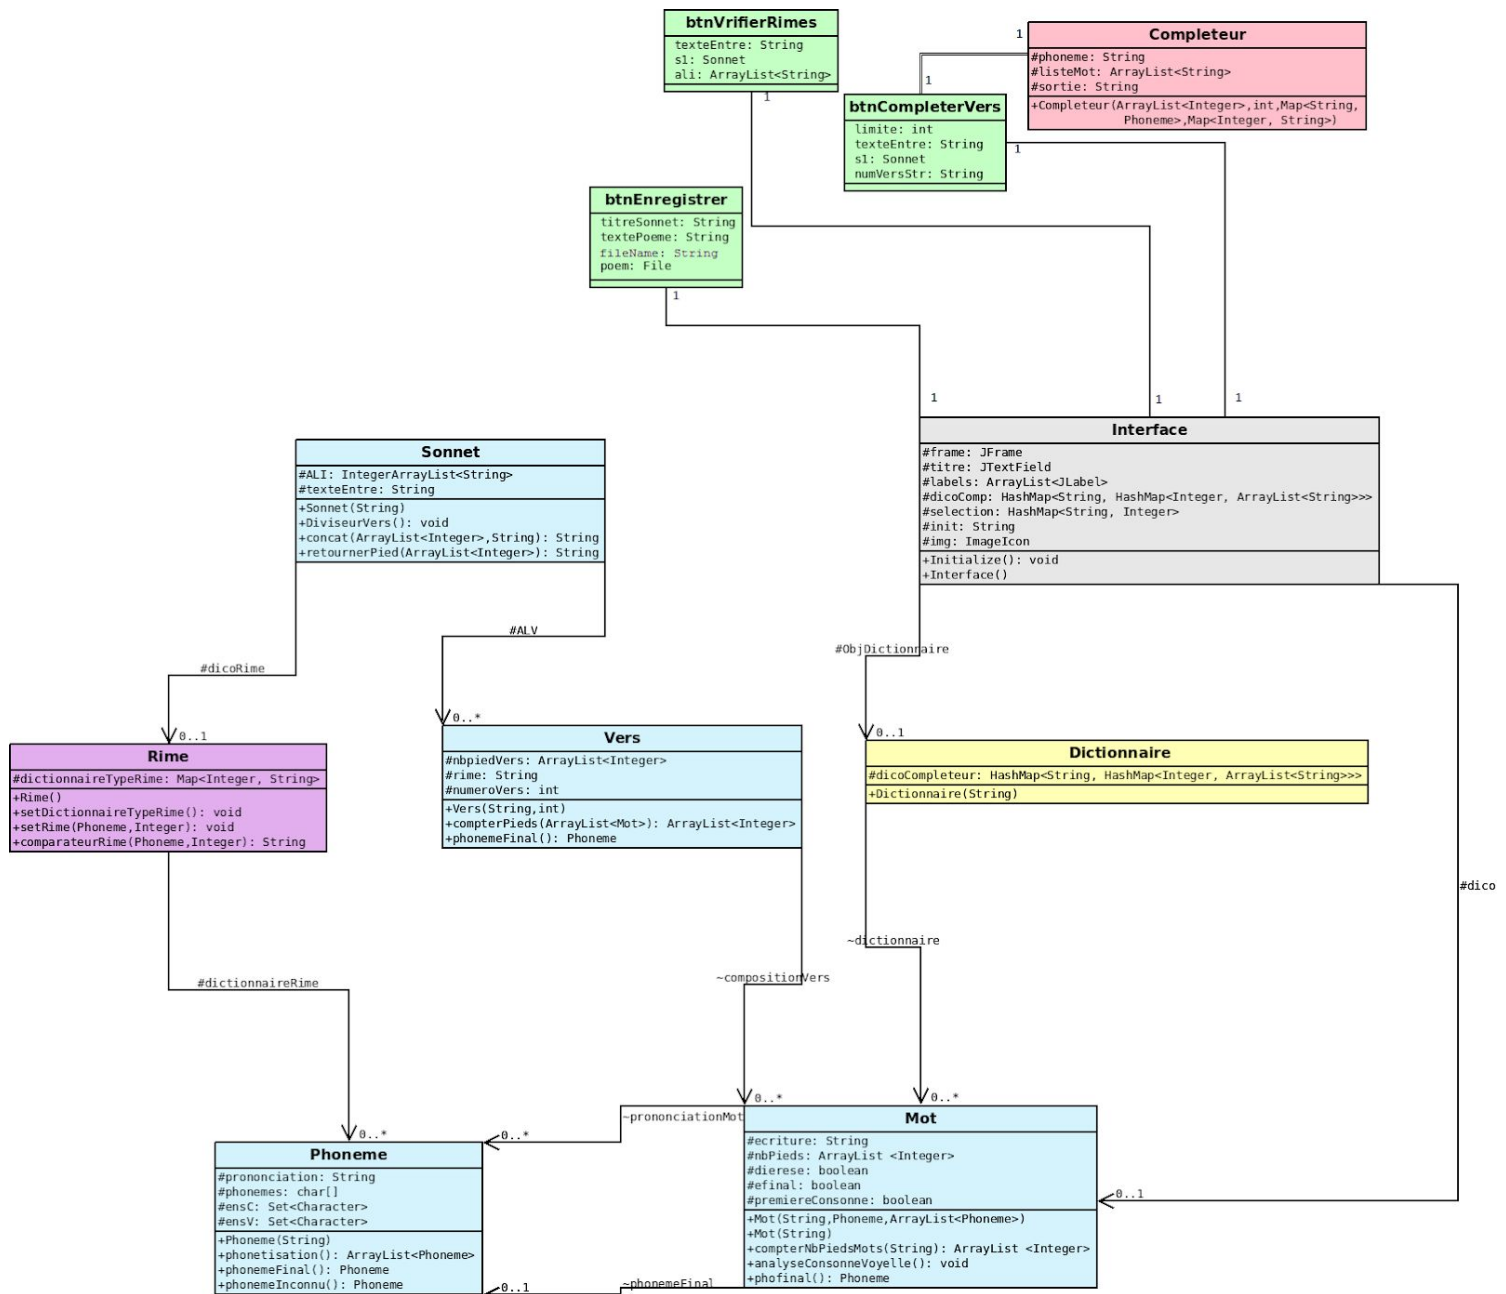 btnVrifierRimes
texteEntre: String
s1: Sonnet
ali: ArrayList<String>
1
Completeur
#phoneme: String
#listeMot: ArrayList<String>
#sortie: String
+Completeur(ArrayList<Integer>,int,Map<String,
Phoneme>,Map<Integer, String>)
1
1
btnCompleterVers
limite: int
texteEntre: String
s1: Sonnet
numVersStr: String
1
btnEnregistrer
titreSonnet: String
textePoeme: String
fileName: String
poem: File
1
1
1
1
Interface
#frame: JFrame
#titre: JTextField
#labels: ArrayList<JLabel>
#dicoComp: HashMap<String, HashMap<Integer, ArrayList<String>>>
#selection: HashMap<String, Integer>
#init: String
#img: ImageIcon
+Initialize(): void
+Interface()
Sonnet
#ALI: IntegerArrayList<String>
#texteEntre: String
+Sonnet(String)
+DiviseurVers(): void
+concat(ArrayList<Integer>,String): String
+retournerPied(ArrayList<Integer>): String
#ALV
#dicoRime
#ObjDictionnaire
0..1
0..*
0..1
Rime
#dictionnaireTypeRime: Map<Integer, String>
+Rime()
+setDictionnaireTypeRime(): void
+setRime(Phoneme,Integer): void
+comparateurRime(Phoneme,Integer): String
Vers
#nbpiedVers: ArrayList<Integer>
#rime: String
#numeroVers: int
+Vers(String,int)
+compterPieds(ArrayList<Mot>): ArrayList<Integer>
+phonemeFinal(): Phoneme
Dictionnaire
#dicoCompleteur: HashMap<String, HashMap<Integer, ArrayList<String>>>
+Dictionnaire(String)
#dico
~dictionnaire
~compositionVers
#dictionnaireRime
0..*
0..*
~prononciationMot
0..*
0..*
Phoneme
#prononciation: String
#phonemes: char[]
#ensC: Set<Character>
#ensV: Set<Character>
+Phoneme(String)
+phonetisation(): ArrayList<Phoneme>
+phonemeFinal(): Phoneme
+phonemeInconnu(): Phoneme
Mot
#ecriture: String
#nbPieds: ArrayList <Integer>
#dierese: boolean
#efinal: boolean
#premiereConsonne: boolean
+Mot(String,Phoneme,ArrayList<Phoneme>)
+Mot(String)
+compterNbPiedsMots(String): ArrayList <Integer>
+analyseConsonneVoyelle(): void
+phofinal(): Phoneme
0..1
~phonemeFinal
0..1